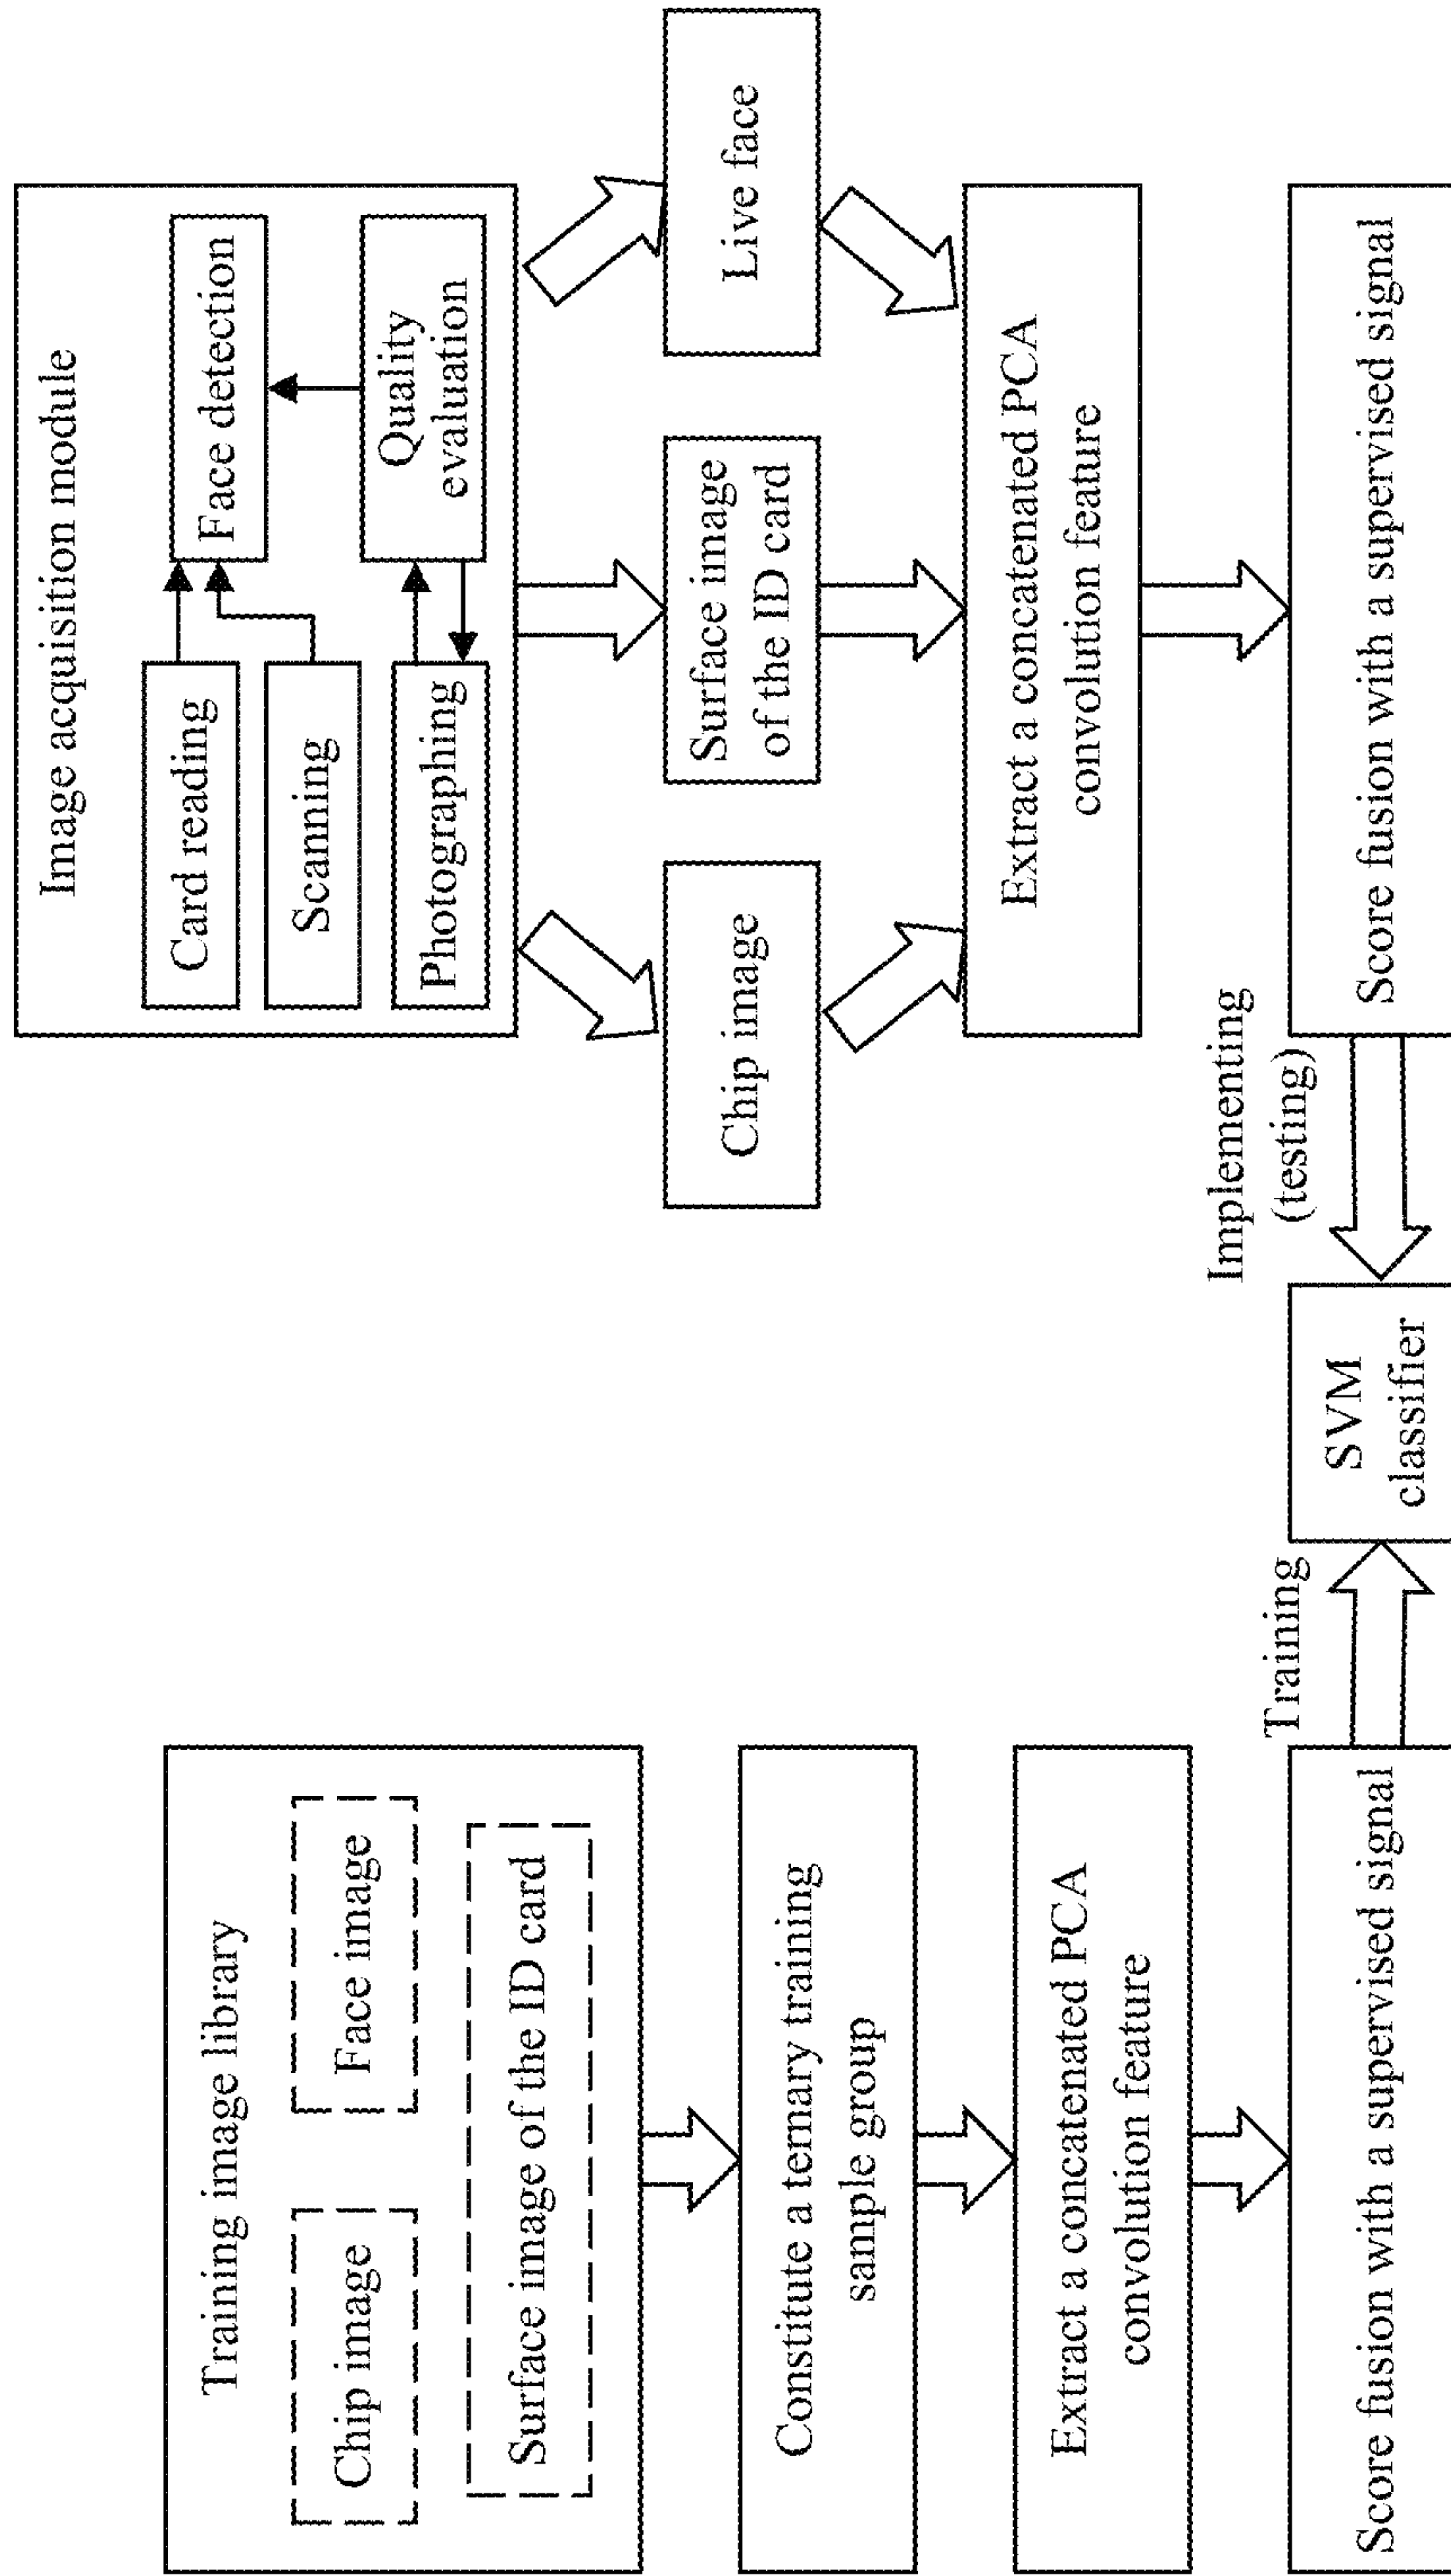 Training image library
Chip image
Face image
Surface image of the ID card
Constitute a ternary training
sample group
Extract a concatenated PCA
convolution feature
Score fusion with a supervised signal
Training
SVM
classifier
Implementing
(testing)
Image acquisition module
Card reading
Scanning
Photographing
Face detection
Quality
evaluation
Chip image
Surface image
of the ID card
Live face
Extract a concatenated PCA
convolution feature
Score fusion with a supervised signal